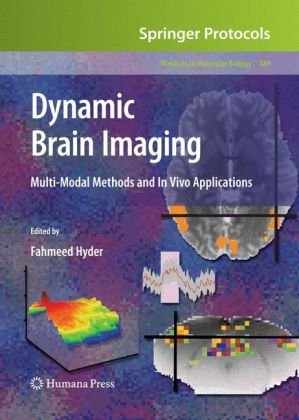 Springer Protocols
Methods in Molecular Biology 489
Dynamic
Brain Imaging
Multi-Modal Methods and In Vivo Applications
Edited by
Fahmeed Hyder
Humana Press